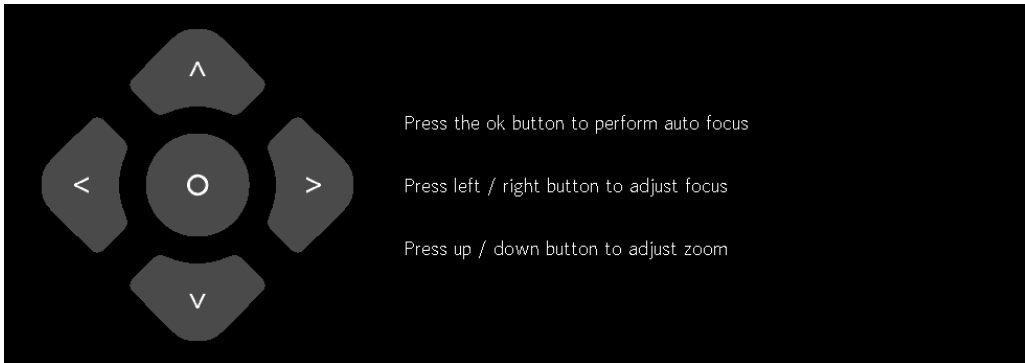 ^
Press the ok button to perform auto focus
< O >
Press left / right button to adjust focus
Press up / down button to adjust zoom
v